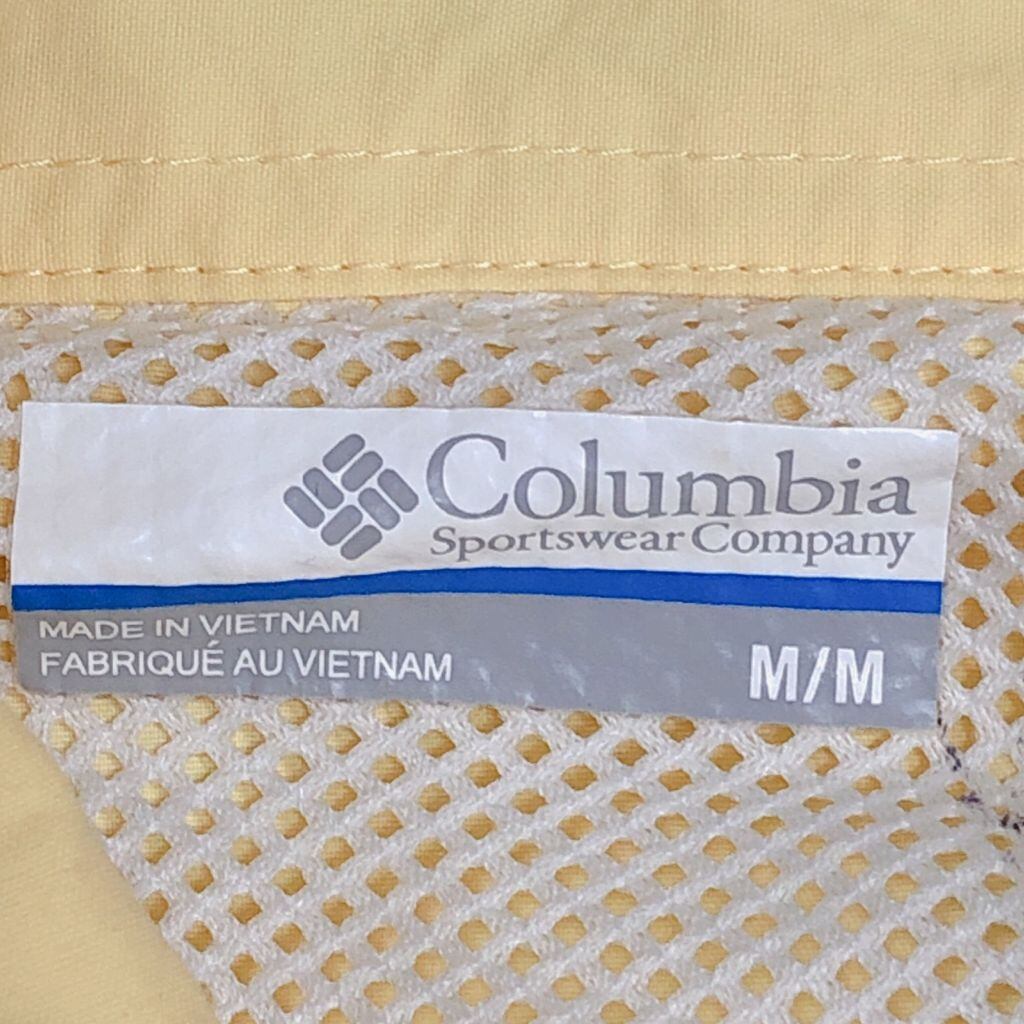 Columbia
Sportswear Company
MADE IN VIETNAM
FABRIQUÉ AU VIETNAM
M/M